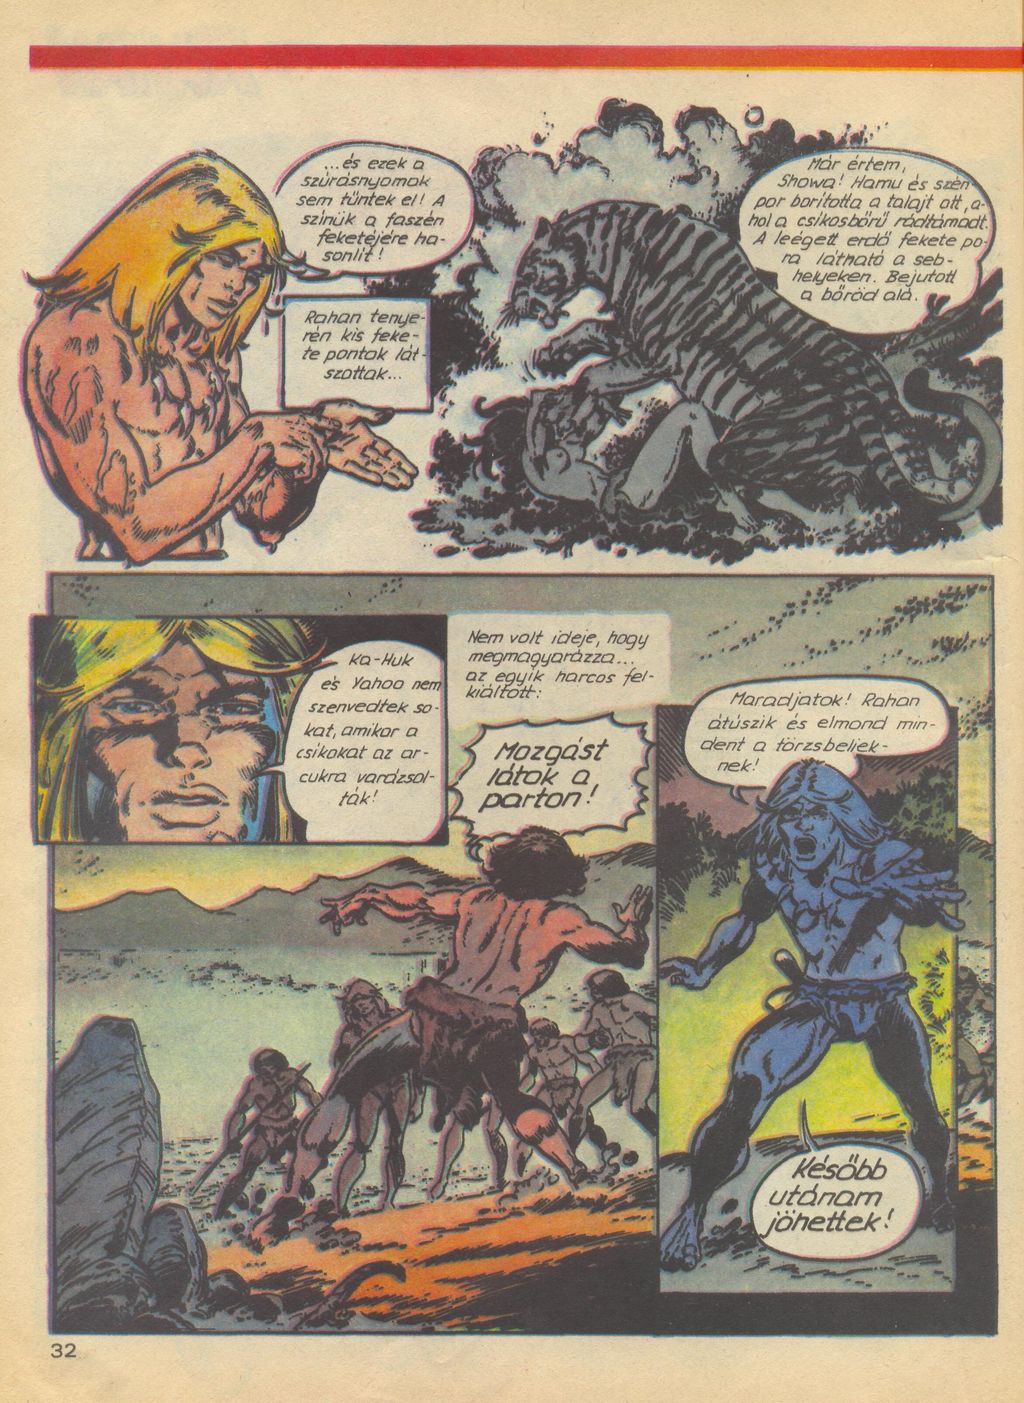 ...és ezek a
szúrásnyomok
sem tűntek el! A
színük a faszén
feketéjére ha-
sonlít!
Rahan tenye-
rén kis feke-
te pontok lát-
szottak...
Már értem,
Showa! Hamu és szén
por borította a talajt ott, a-
hol a csíkosbőrű rádtámadt.
A leégett erdő fekete po-
ra látható a seb-
helyeken. Bejutott
a bőröd alá.
Ka-Huk
és Yahoo nem
szenvedtek so-
kat, amikor a
csíkokat az ar-
cukra varázsol-
ták!
Nem volt ideje, hogy
megmagyarázza...
az egyik harcos fel-
kiáltott:
Mozgást
látok a
parton!
Maradjatok! Rahan
átúszik és elmond min-
dent a törzsbeliek-
nek!
Később
utánam
jöhettek!
32